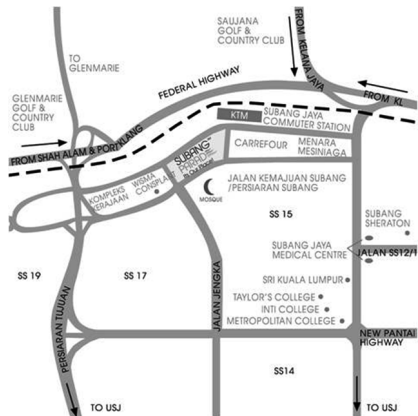 SAUJANA
GOLF &
COUNTRY CLUB
FROM KELANA JAYA
TO
GLENMARIE
FEDERAL HIGHWAY
FROM KL
GLENMARIE
GOLF &
COUNTRY
CLUB
KTM
SUBANG JAYA
COMMUTER STATION
FROM SHAH ALAM & PORT KLANG
SUBANG
PARADE
CARREFOUR
MENARA
MESINIAGA
KOMPLEKS
KERAJAAN
WISMA
CONSPLANT
MOSQUE
JALAN KEMAJUAN SUBANG
/PERSIARAN SUBANG
SS 15
SUBANG
SHERATON
SUBANG JAYA
MEDICAL CENTRE
JALAN SS12/1
SS 19
SS 17
SRI KUALA LUMPUR
TAYLOR'S COLLEGE
INTI COLLEGE
METROPOLITAN COLLEGE
PERSIARAN TUJUAN
JALAN JENGKA
NEW PANTAI
HIGHWAY
SS14
TO USJ
TO USJ